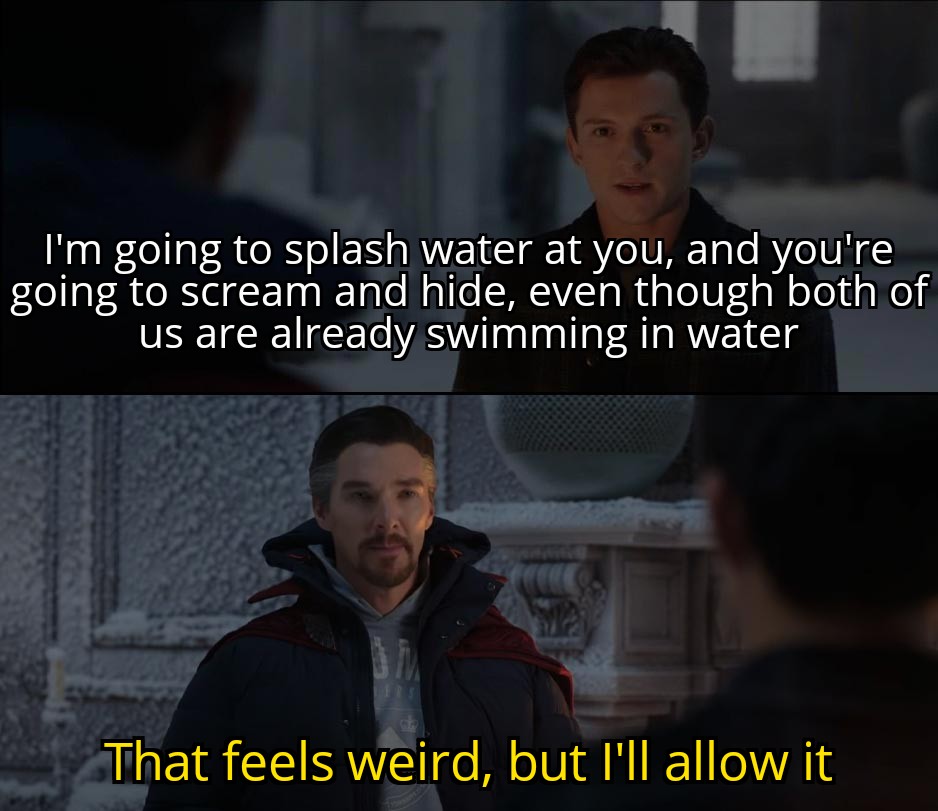 I'm going to splash water at you, and you're
going to scream and hide, even though both of
us are already swimming in water
That feels weird, but I'll allow it